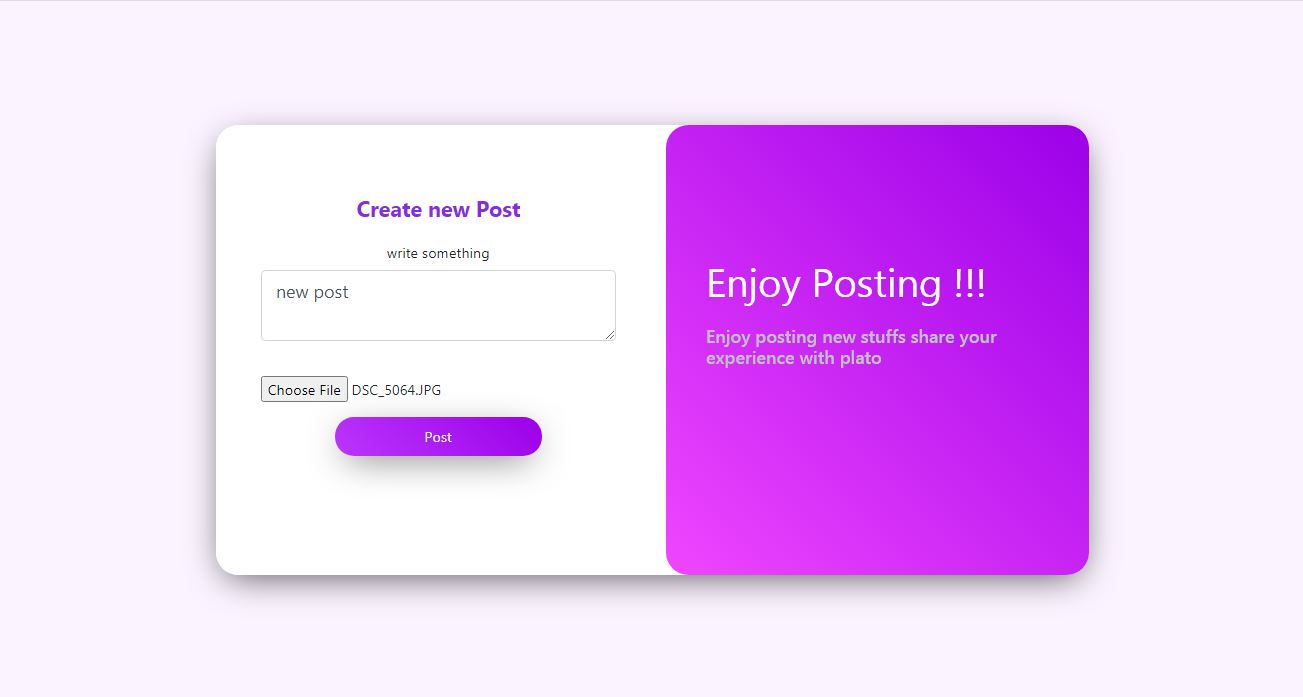 Create new Post
write something
new post
Choose File DSC_5064.JPG
Post
Enjoy Posting !!!
Enjoy posting new stuffs share your
experience with plato